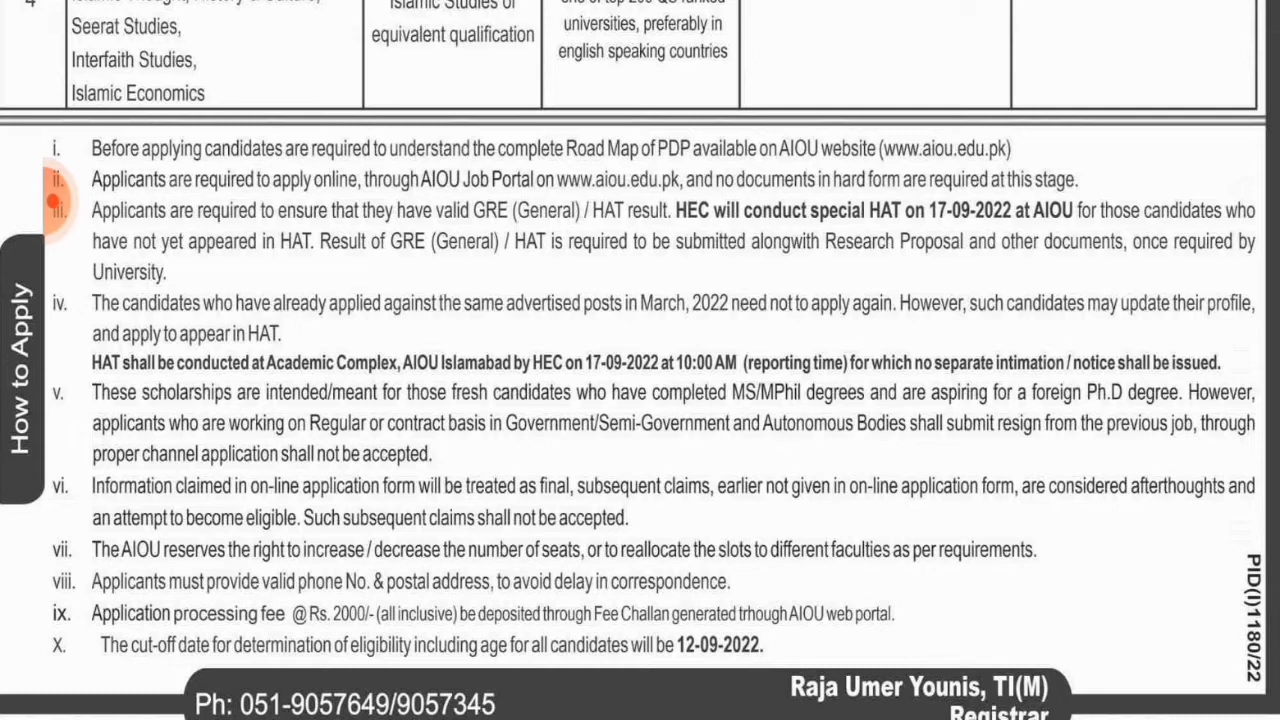 4
Islamic Studies or
Seerat Studies,
Interfaith Studies,
Islamic Economics
equivalent qualification
universities, preferably in
english speaking countries
How to Apply
i. Before applying candidates are required to understand the complete Road Map of PDP available on AIOU website (www.aiou.edu.pk)
ii. Applicants are required to apply online, through AIOU Job Portal on www.aiou.edu.pk, and no documents in hard form are required at this stage.
iii. Applicants are required to ensure that they have valid GRE (General) / HAT result. HEC will conduct special HAT on 17-09-2022 at AIOU for those candidates who
have not yet appeared in HAT. Result of GRE (General) / HAT is required to be submitted alongwith Research Proposal and other documents, once required by
University.
iv. The candidates who have already applied against the same advertised posts in March, 2022 need not to apply again. However, such candidates may update their profile,
and apply to appear in HAT.
HAT shall be conducted at Academic Complex, AIOU Islamabad by HEC on 17-09-2022 at 10:00 AM (reporting time) for which no separate intimation / notice shall be issued.
v. These scholarships are intended/meant for those fresh candidates who have completed MS/MPhil degrees and are aspiring for a foreign Ph.D degree. However,
applicants who are working on Regular or contract basis in Government/Semi-Government and Autonomous Bodies shall submit resign from the previous job, through
proper channel application shall not be accepted.
vi. Information claimed in on-line application form will be treated as final, subsequent claims, earlier not given in on-line application form, are considered afterthoughts and
an attempt to become eligible. Such subsequent claims shall not be accepted.
vii. The AIOU reserves the right to increase / decrease the number of seats, or to reallocate the slots to different faculties as per requirements.
viii. Applicants must provide valid phone No. & postal address, to avoid delay in correspondence.
ix. Application processing fee @ Rs. 2000/- (all inclusive) be deposited through Fee Challan generated trhough AIOU web portal.
X. The cut-off date for determination of eligibility including age for all candidates will be 12-09-2022.
PID(I)1180/22
Ph: 051-9057649/9057345
Raja Umer Younis, TI(M)
Registrar